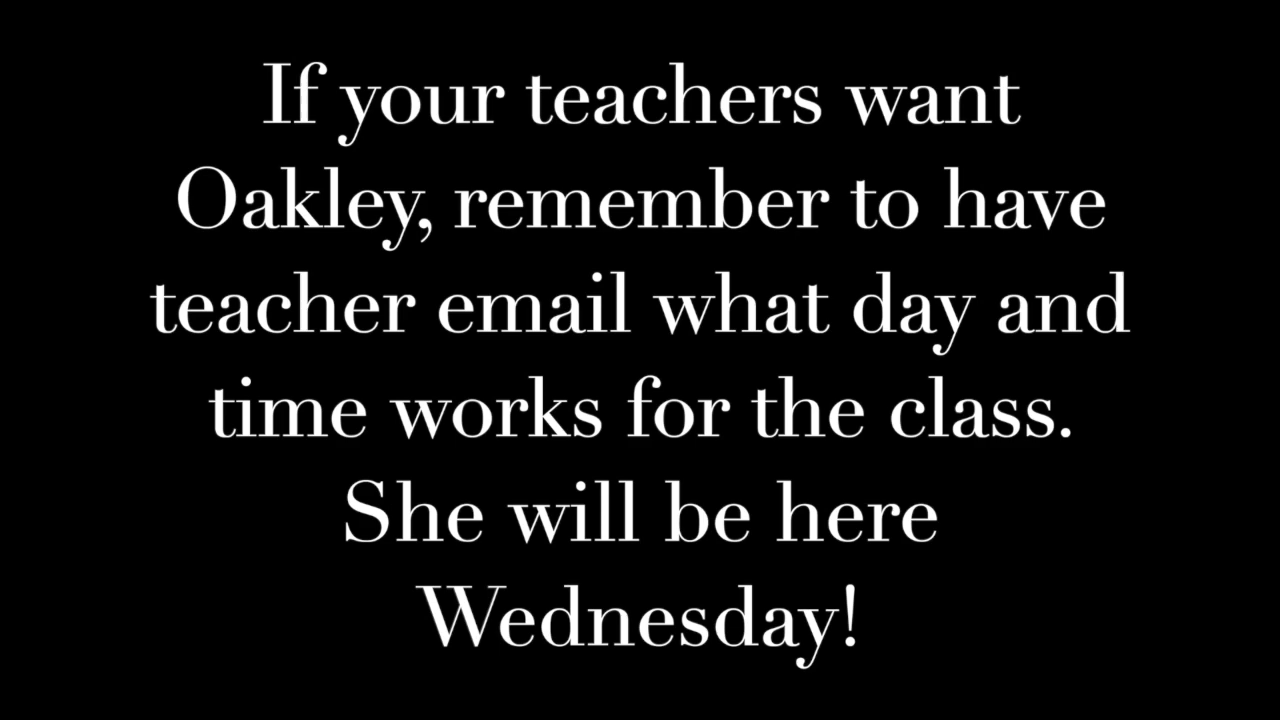 If your teachers want
Oakley, remember to have
teacher email what day and
time works for the class.
She will be here
Wednesday!